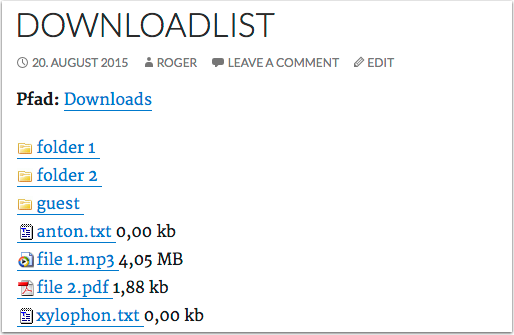 DOWNLOADLIST
20. AUGUST 2015 ROGER LEAVE A COMMENT EDIT
Pfad: Downloads
folder 1
folder 2
guest
anton.txt 0,00 kb
file 1.mp3 4,05 MB
file 2.pdf 1,88 kb
xylophon.txt 0,00 kb